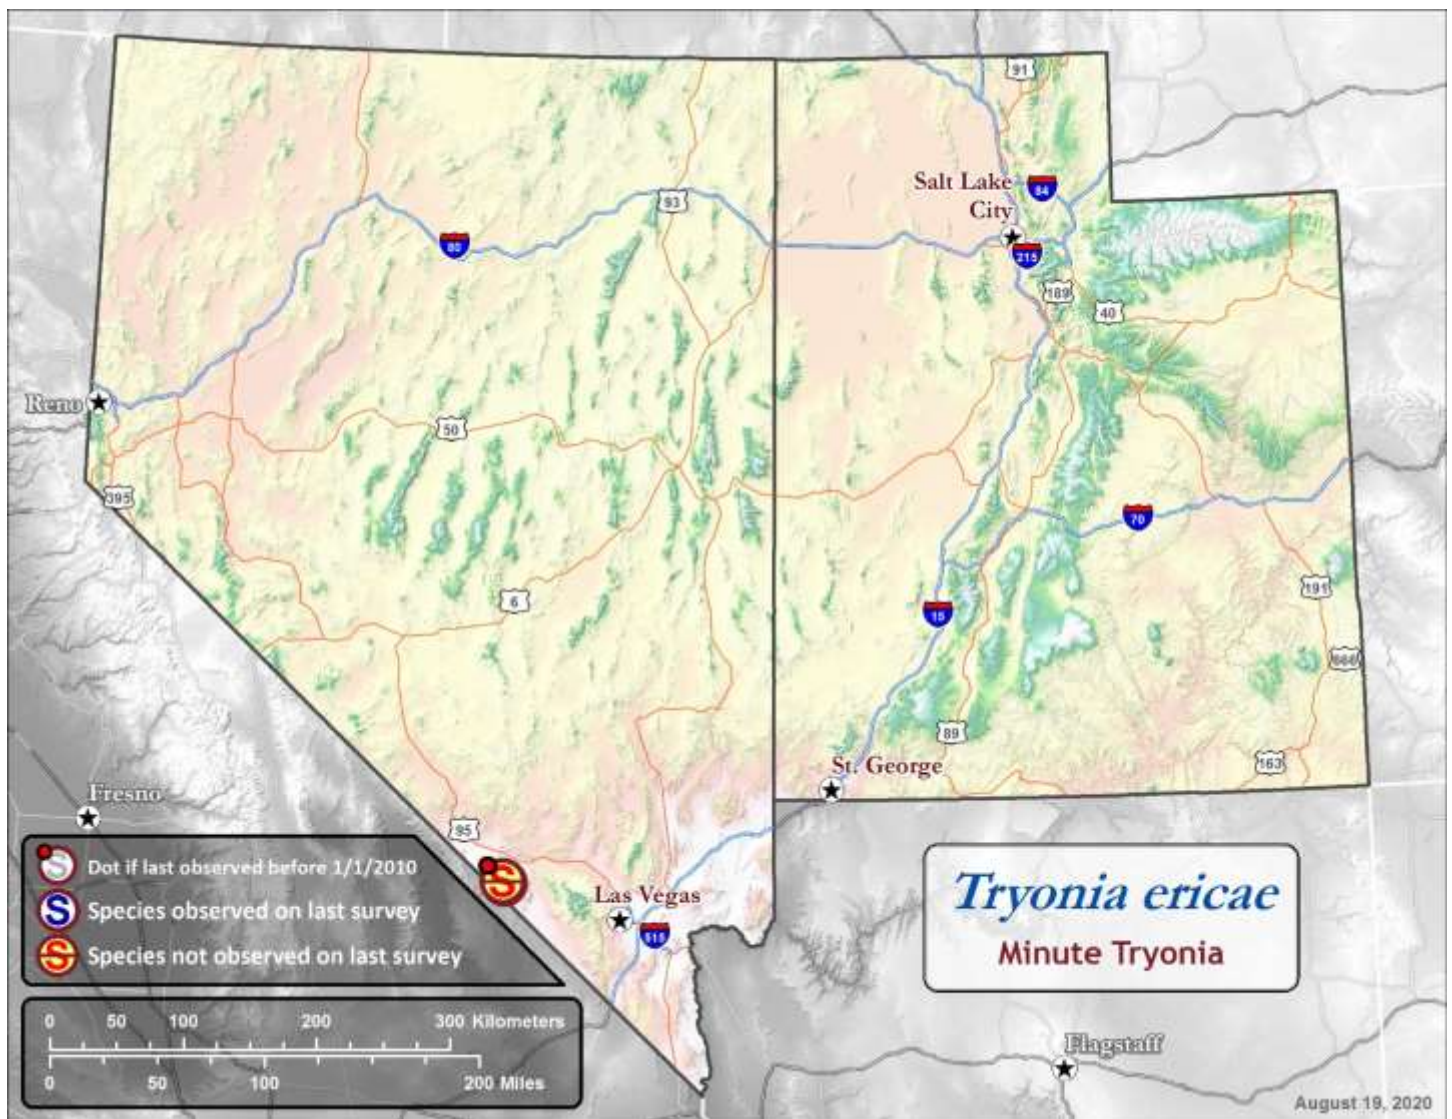 91
Salt Lake
City
84
93
80
215
189
40
Reno
50
395
70
6
191
15
666
89
St. George
163
Fresno
95
Dot if last observed before 1/1/2010
Species observed on last survey
Species not observed on last survey
S
S
S
S
Las Vegas
515
Tryonia ericae
Minute Tryonia
0 50 100 200 300 Kilometers
0 50 100 200 Miles
Flagstaff
August 19, 2020